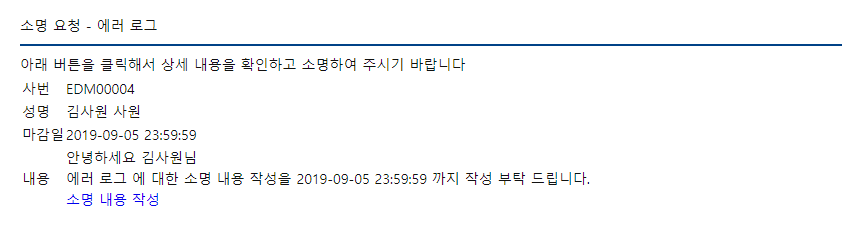 소명 요청 - 에러 로그
아래 버튼을 클릭해서 상세 내용을 확인하고 소명하여 주시기 바랍니다
사번 EDM00004
성명 김사원 사원
마감일 2019-09-05 23:59:59
안녕하세요 김사원님
내용 에러 로그 에 대한 소명 내용 작성을 2019-09-05 23:59:59 까지 작성 부탁 드립니다.
소명 내용 작성